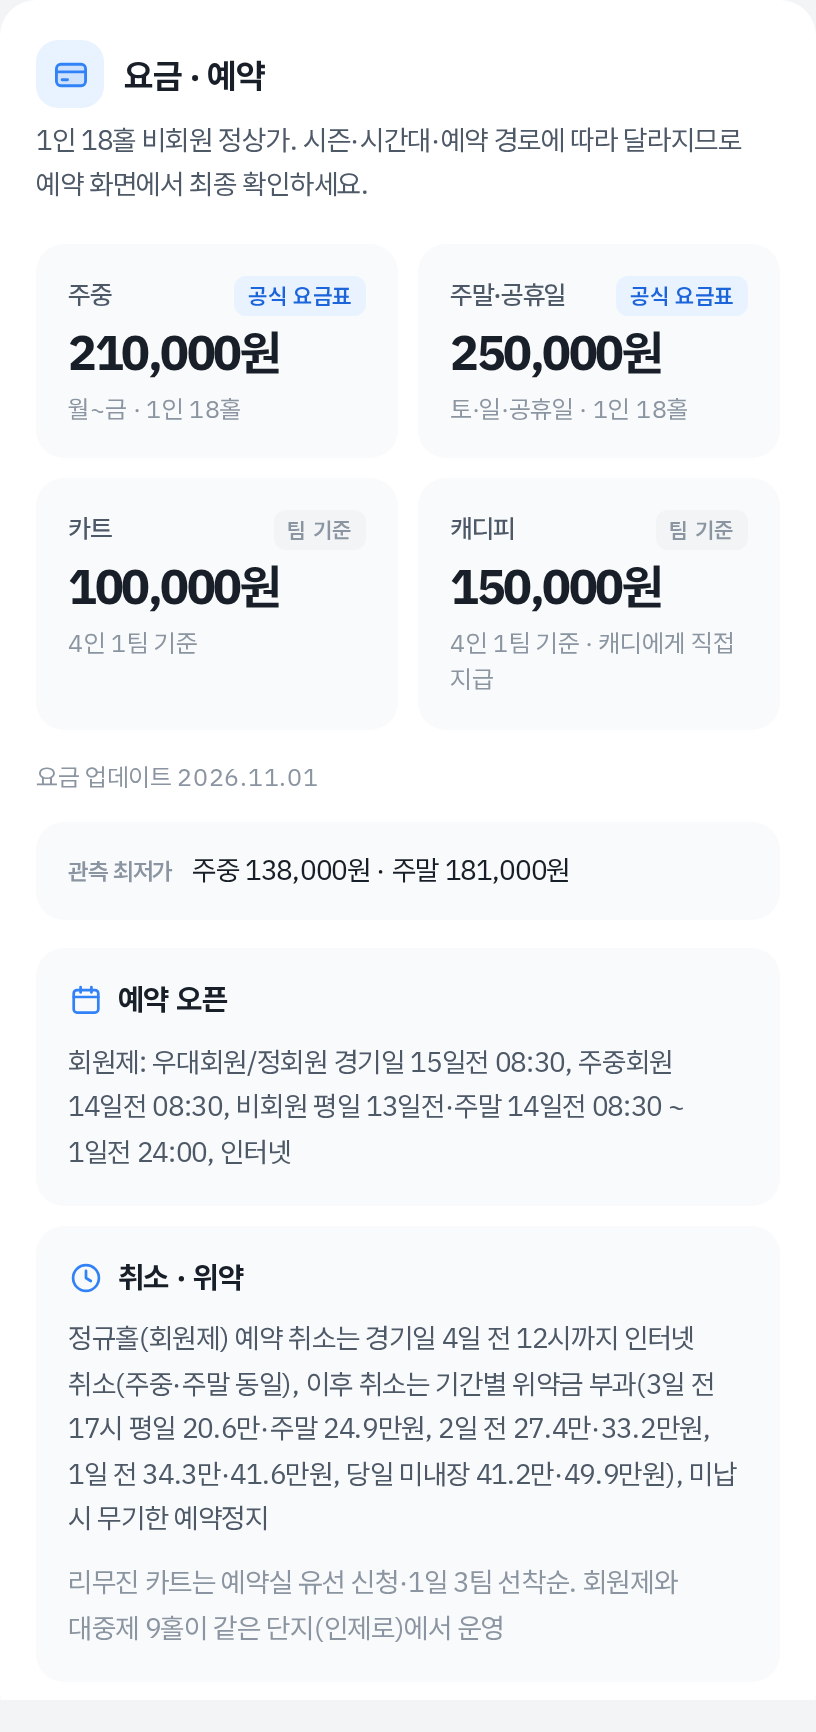 요금 · 예약
1인 18홀 비회원 정상가. 시즌·시간대·예약 경로에 따라 달라지므로
예약 화면에서 최종 확인하세요.
주중 공식 요금표
210,000원
월~금 · 1인 18홀
주말·공휴일 공식 요금표
250,000원
토·일·공휴일 · 1인 18홀
카트 팀 기준
100,000원
4인 1팀 기준
캐디피 팀 기준
150,000원
4인 1팀 기준 · 캐디에게 직접
지급
요금 업데이트 2026.11.01
관측 최저가 주중 138,000원 · 주말 181,000원
예약 오픈
회원제: 우대회원/정회원 경기일 15일전 08:30, 주중회원
14일전 08:30, 비회원 평일 13일전·주말 14일전 08:30 ~
1일전 24:00, 인터넷
취소 · 위약
정규홀(회원제) 예약 취소는 경기일 4일 전 12시까지 인터넷
취소(주중·주말 동일), 이후 취소는 기간별 위약금 부과(3일 전
17시 평일 20.6만·주말 24.9만원, 2일 전 27.4만·33.2만원,
1일 전 34.3만·41.6만원, 당일 미내장 41.2만·49.9만원), 미납
시 무기한 예약정지
리무진 카트는 예약실 유선 신청·1일 3팀 선착순. 회원제와
대중제 9홀이 같은 단지(인제로)에서 운영